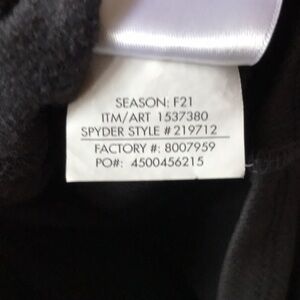 SEASON: F21
ITM/ART 1537380
SPYDER STYLE #219712
FACTORY #: 8007959
PO#: 4500456215